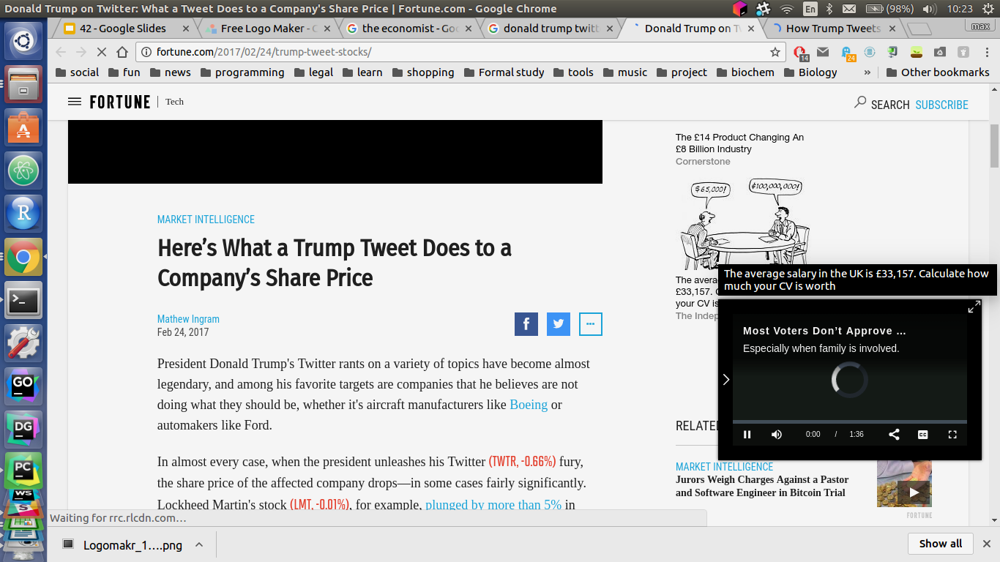 Donald Trump on Twitter: What a Tweet Does to a Company's Share Price | Fortune.com - Google Chrome
En
(98%)
10:23
42 - Google Slides
Free Logo Maker - 
the economist - Goo
donald trump twitt
Donald Trump on Tw
How Trump Tweets
max
fortune.com/2017/02/24/trump-tweet-stocks/
14
24
social
fun
news
programming
legal
learn
shopping
Formal study
tools
music
project
biochem
Biology
»
Other bookmarks
FORTUNE
Tech
SEARCH
SUBSCRIBE
The £14 Product Changing An
£8 Billion Industry
Cornerstone
$65,000!
$100,000,000!
MARKET INTELLIGENCE
Here's What a Trump Tweet Does to a
Company's Share Price
Mathew Ingram
Feb 24, 2017
President Donald Trump's Twitter rants on a variety of topics have become almost
legendary, and among his favorite targets are companies that he believes are not
doing what they should be, whether it's aircraft manufacturers like Boeing or
automakers like Ford.
In almost every case, when the president unleashes his Twitter (TWTR, -0.66%) fury,
the share price of the affected company drops—in some cases fairly significantly.
Lockheed Martin's stock (LMT, -0.01%), for example, plunged by more than 5% in
The avera
£33,157. C
your CV is
The Indep
The average salary in the UK is £33,157. Calculate how
much your CV is worth
Most Voters Don't Approve ...
Especially when family is involved.
0:00 / 1:36
CC
RELATE
MARKET INTELLIGENCE
Jurors Weigh Charges Against a Pastor
and Software Engineer in Bitcoin Trial
FORTUNE
Waiting for rrc.rlcdn.com...
Logomakr_1....png
Show all
A
R
GO
DG
PC
WS
S